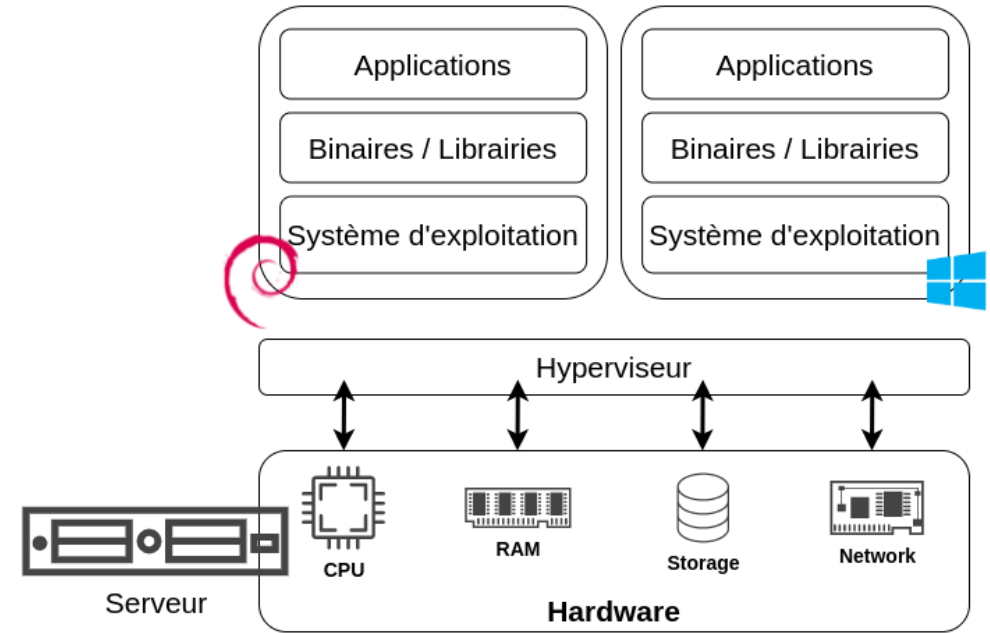 Applications
Applications
Binaires / Librairies
Binaires / Librairies
Système d'exploitation
Système d'exploitation
Hyperviseur
CPU
RAM
Storage
Network
Serveur
Hardware